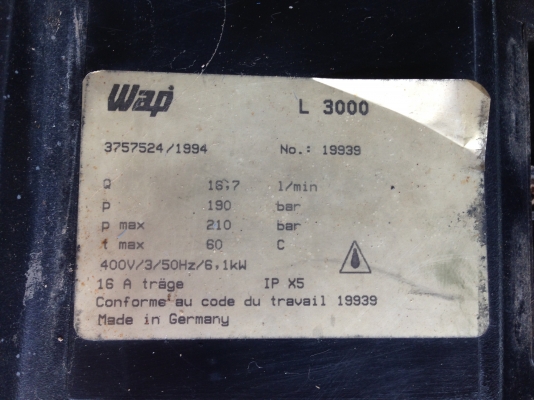 Wap L 3000
3757524/1994 No.: 19939
Q 16,7 l/min
p 190 bar
p max 210 bar
t max 60 C
400V/3/50Hz/6,1kW
16 A träge IP X5
Conforme au code du travail 19939
Made in Germany